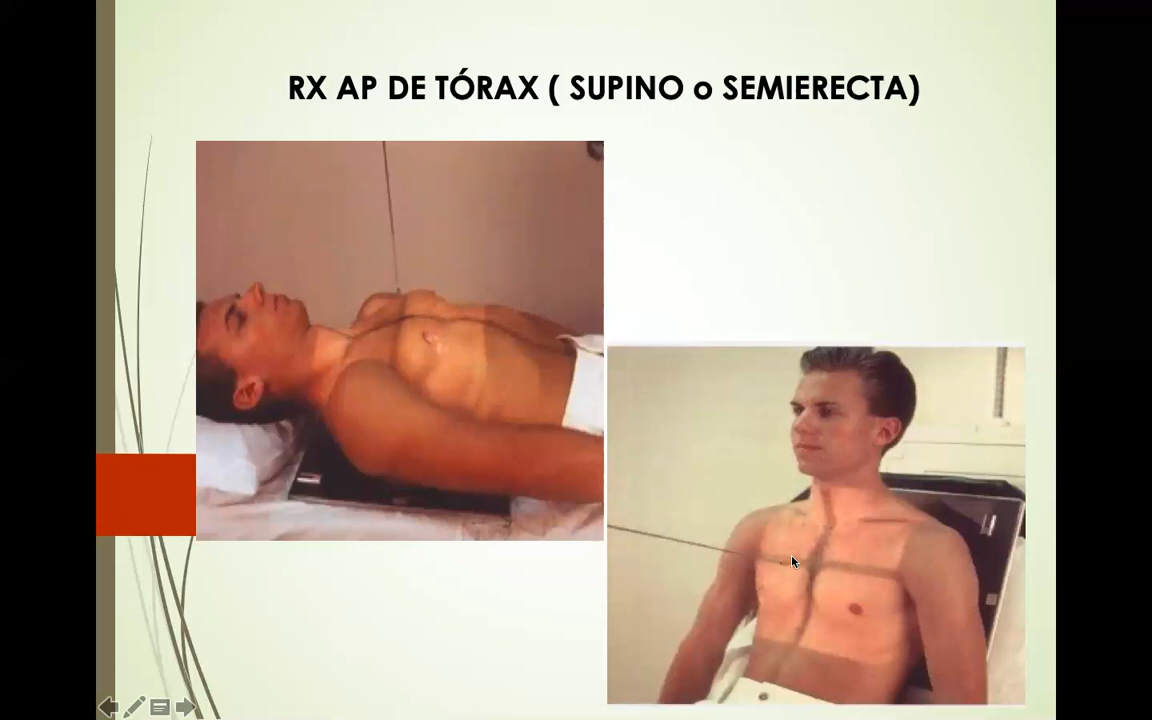 RX AP DE TÓRAX ( SUPINO o SEMIERECTA)